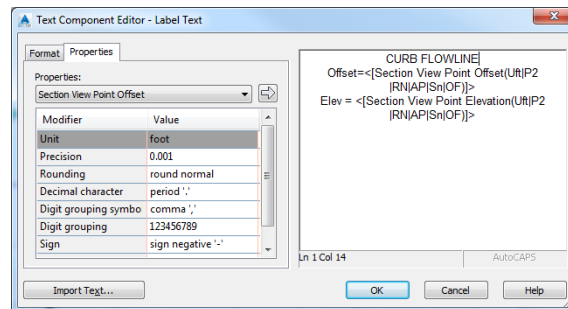 Text Component Editor - Label Text
Format Properties
Properties:
Section View Point Offset
Modifier Value
Unit foot
Precision 0.001
Rounding round normal
Decimal character period '.'
Digit grouping symbo comma ','
Digit grouping 123456789
Sign sign negative '-'
CURB FLOWLINE
Offset=<[Section View Point Offset(Uft|P2
|RN|AP|Sn|OF)]>
Elev = <[Section View Point Elevation(Uft|P2
|RN|AP|Sn|OF)]>
Ln 1 Col 14 AutoCAPS
Import Text... OK Cancel Help